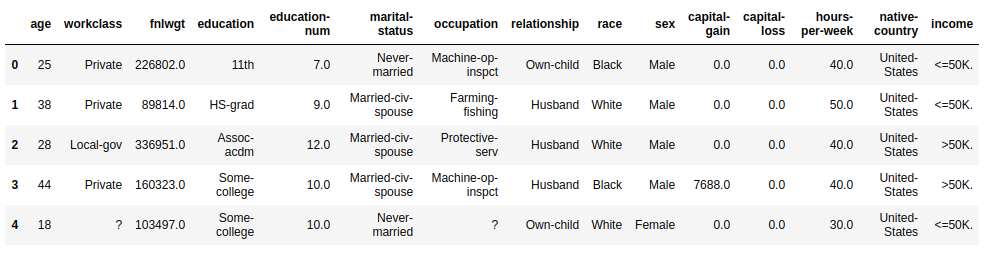 age workclass fnlwgt education education-num marital-status occupation relationship race sex capital-gain capital-loss hours-per-week native-country income
0 25 Private 226802.0 11th 7.0 Never-married Machine-op-inspct Own-child Black Male 0.0 0.0 40.0 United-States <=50K.
1 38 Private 89814.0 HS-grad 9.0 Married-civ-spouse Farming-fishing Husband White Male 0.0 0.0 50.0 United-States <=50K.
2 28 Local-gov 336951.0 Assoc-acdm 12.0 Married-civ-spouse Protective-serv Husband White Male 0.0 0.0 40.0 United-States >50K.
3 44 Private 160323.0 Some-college 10.0 Married-civ-spouse Machine-op-inspct Husband Black Male 7688.0 0.0 40.0 United-States >50K.
4 18 ? 103497.0 Some-college 10.0 Never-married ? Own-child White Female 0.0 0.0 30.0 United-States <=50K.